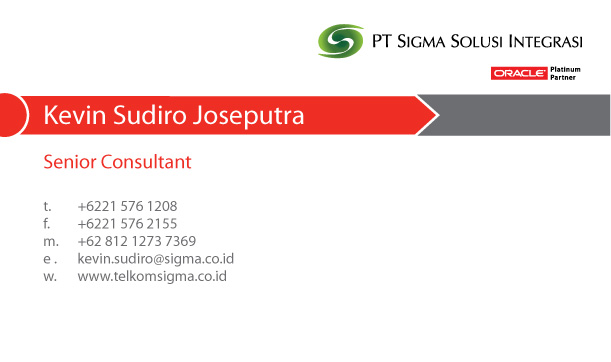 PT SIGMA SOLUSI INTEGRASI
ORACLE® Platinum
Partner
Kevin Sudiro Joseputra
Senior Consultant
t. +6221 576 1208
f. +6221 576 2155
m. +62 812 1273 7369
e . kevin.sudiro@sigma.co.id
w. www.telkomsigma.co.id